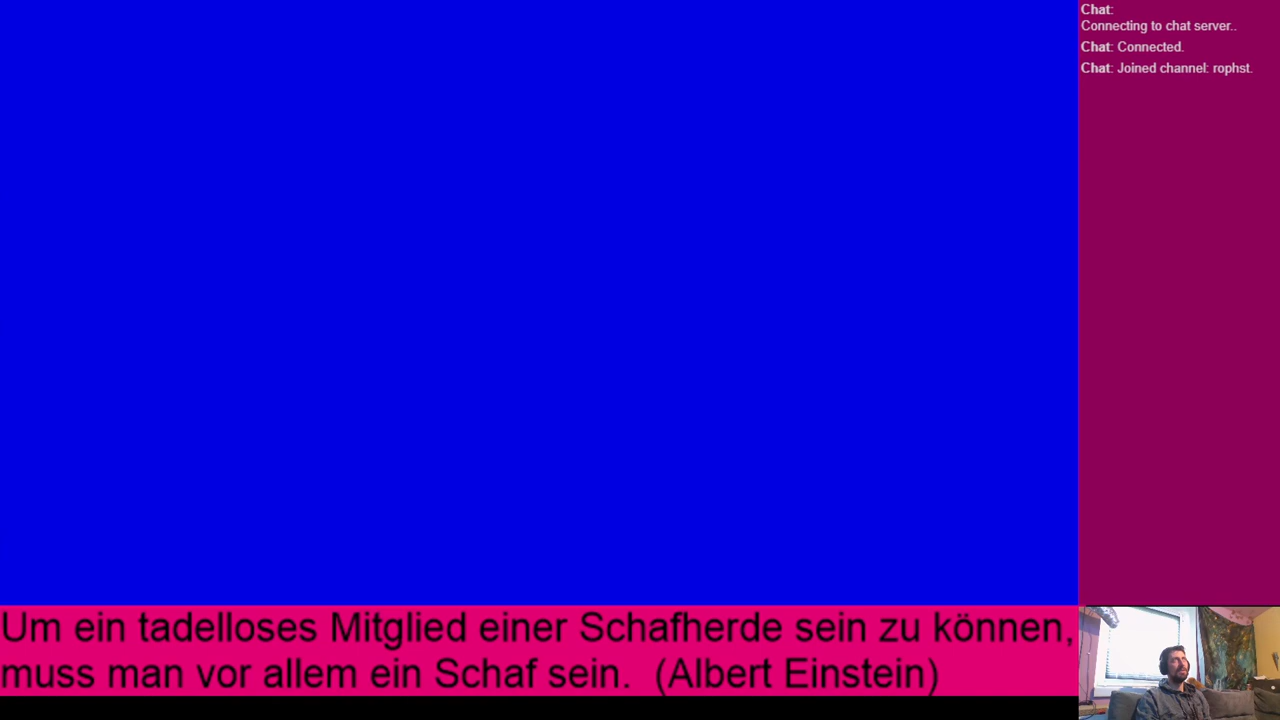 Chat:
Connecting to chat server..
Chat: Connected.
Chat: Joined channel: rophst.
Um ein tadelloses Mitglied einer Schafherde sein zu können,
muss man vor allem ein Schaf sein. (Albert Einstein)